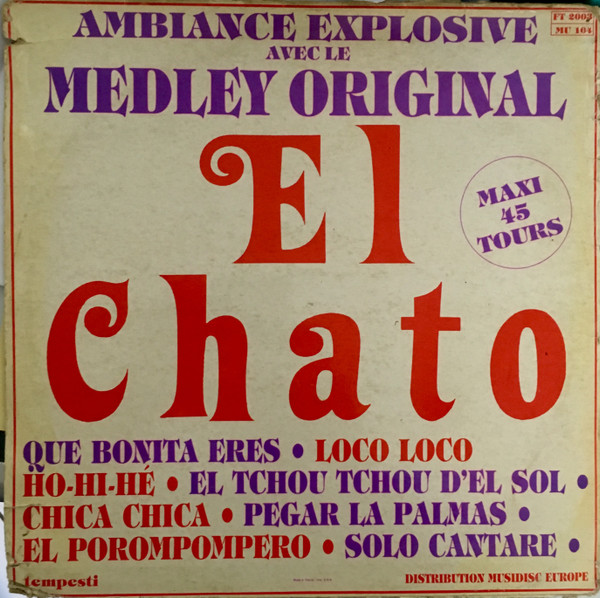 AMBIANCE EXPLOSIVE
FT 2003
MU 104
AVEC LE
MEDLEY ORIGINAL
El
MAXI
45
TOURS
Chato
QUE BONITA ERES • LOCO LOCO
HO-HI-HÉ • EL TCHOU TCHOU D'EL SOL •
CHICA CHICA • PEGAR LA PALMAS •
EL POROMPOMPERO • SOLO CANTARE •
tempesti
DISTRIBUTION MUSIDISC EUROPE